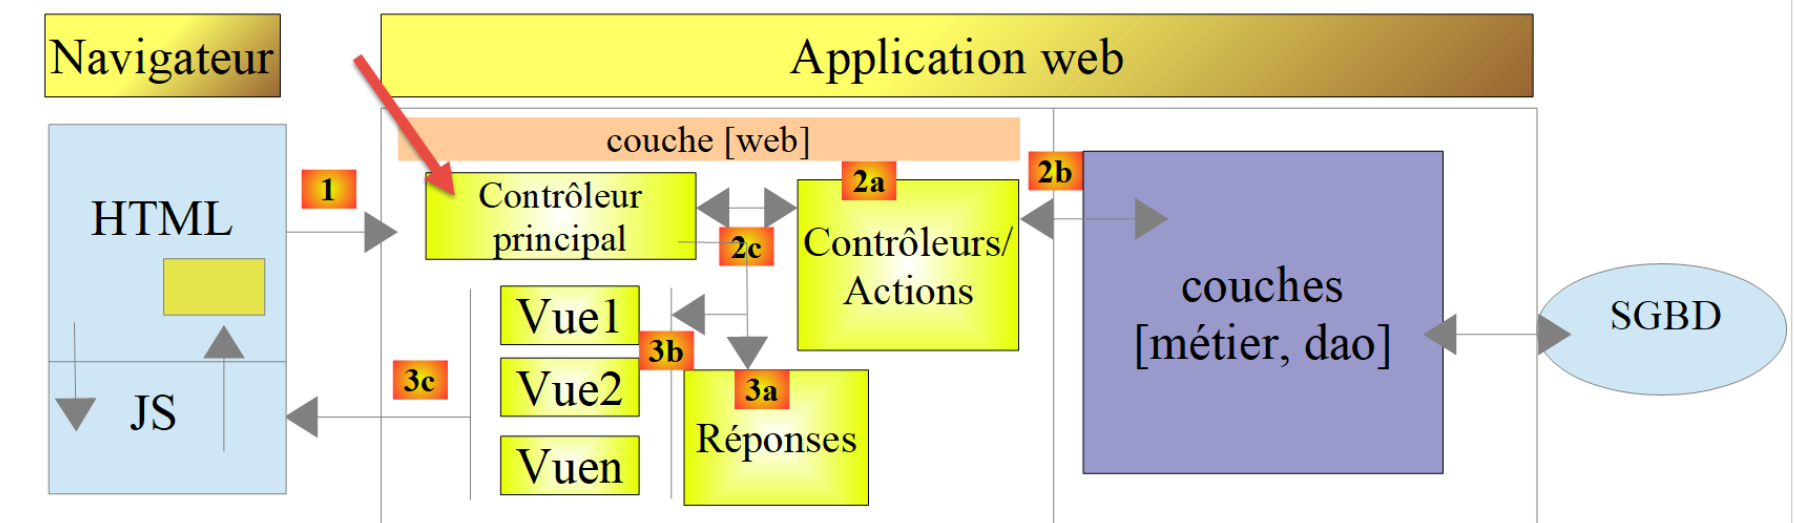 Navigateur
Application web
couche [web]
HTML
1
Contrôleur
principal
2a
2b
2c
Contrôleurs/
Actions
couches
[métier, dao]
SGBD
Vue1
3b
Vue2
3c
3a
JS
Réponses
Vuen